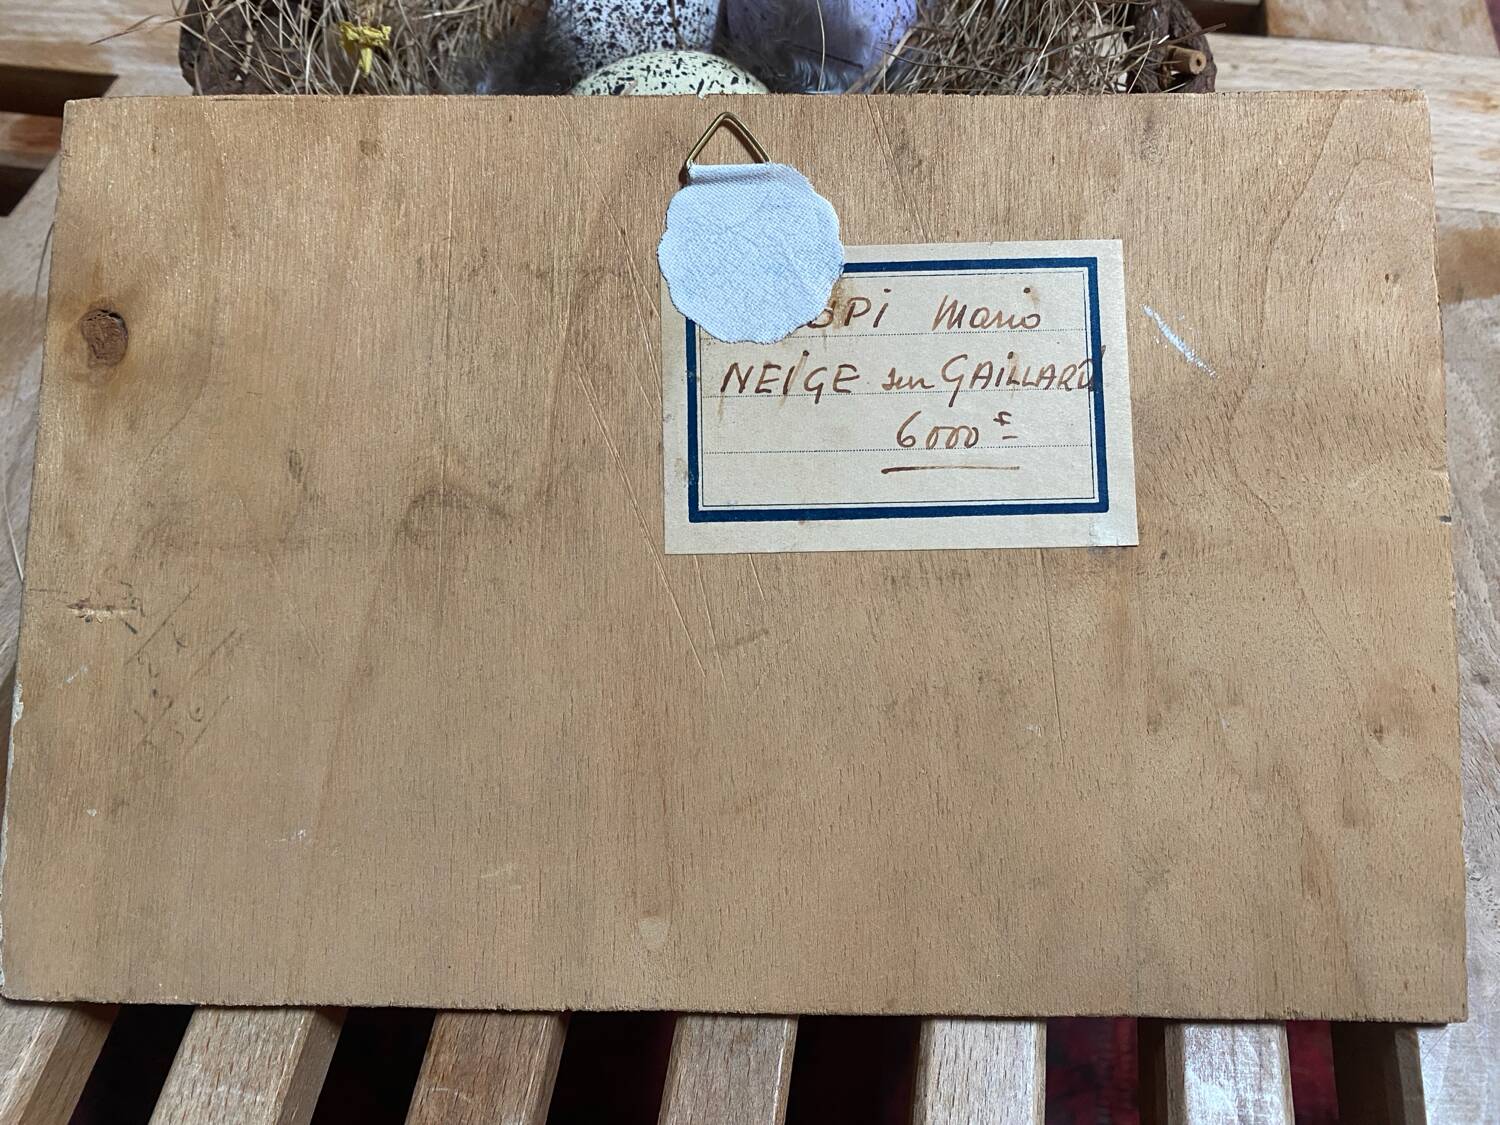 Mario
NEIGE sur GAILLARD
6000 F